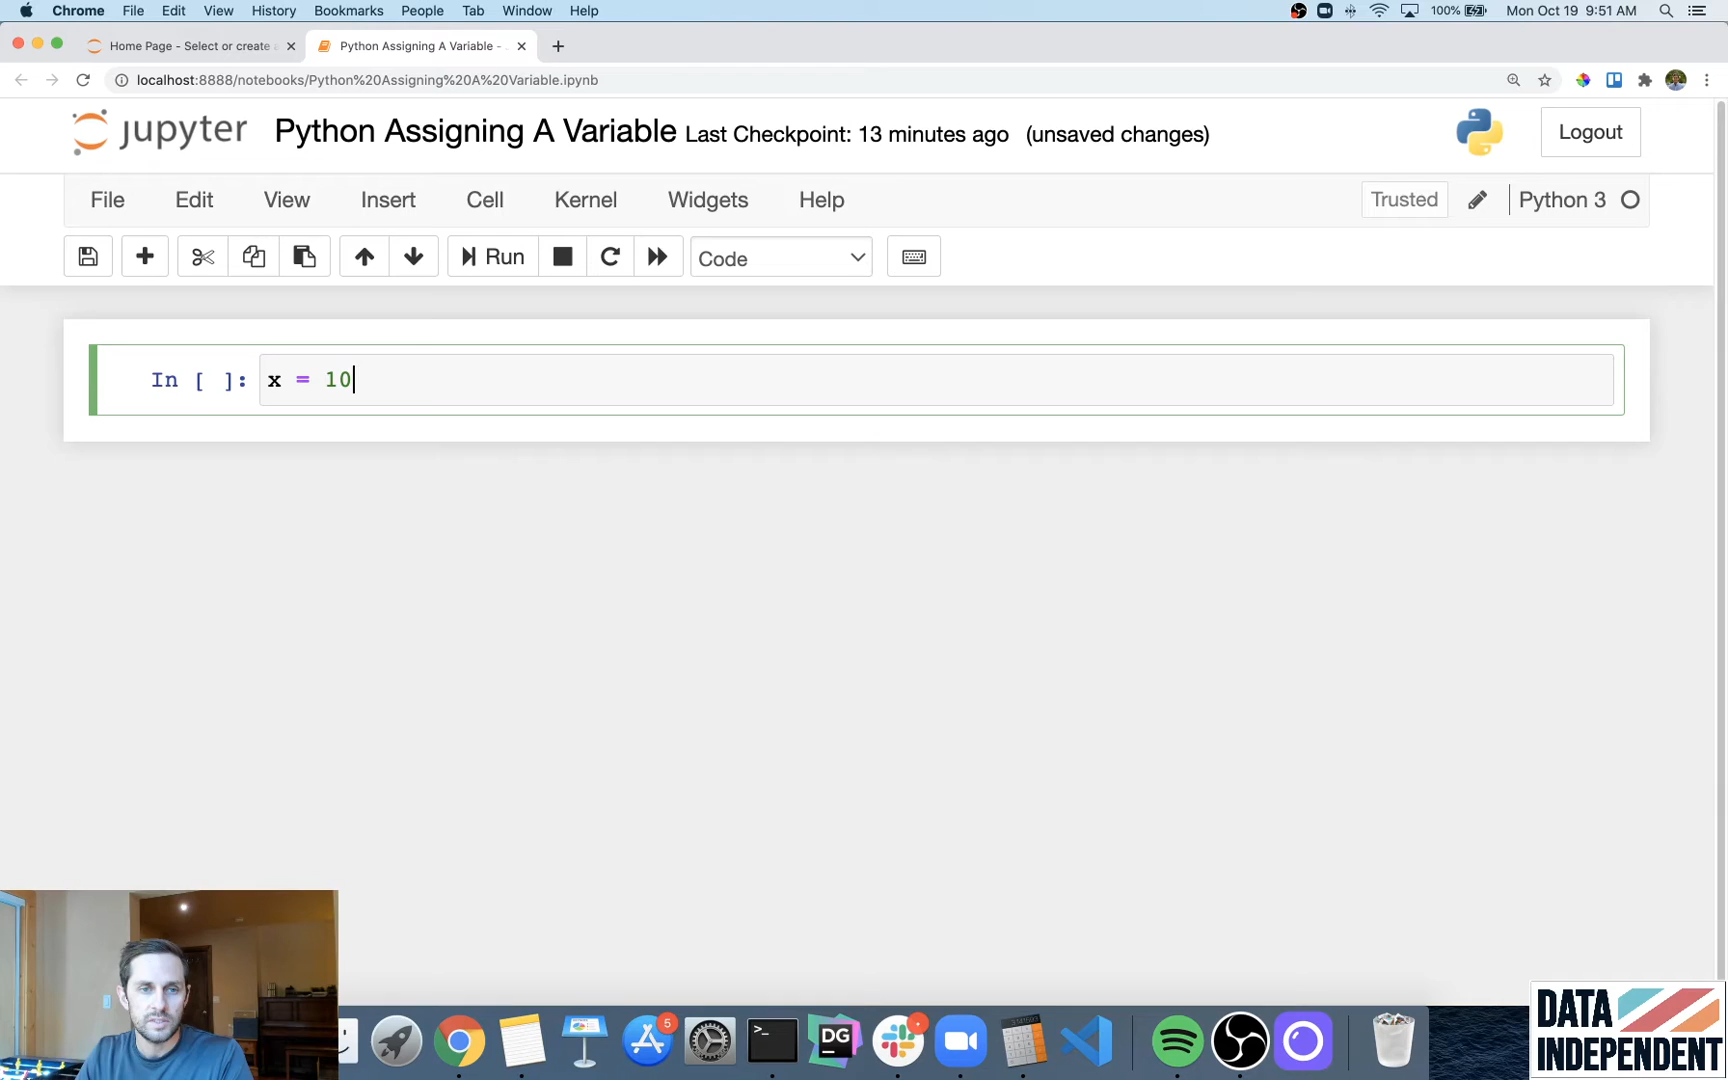 Chrome File Edit View History Bookmarks People Tab Window Help 100% Mon Oct 19 9:51 AM
Home Page - Select or create a Python Assigning A Variable -
localhost:8888/notebooks/Python%20Assigning%20A%20Variable.ipynb
jupyter Python Assigning A Variable Last Checkpoint: 13 minutes ago (unsaved changes) Logout
File Edit View Insert Cell Kernel Widgets Help Trusted Python 3
Run Code
In [ ]: x = 10
5
DG
DATA
INDEPENDENT